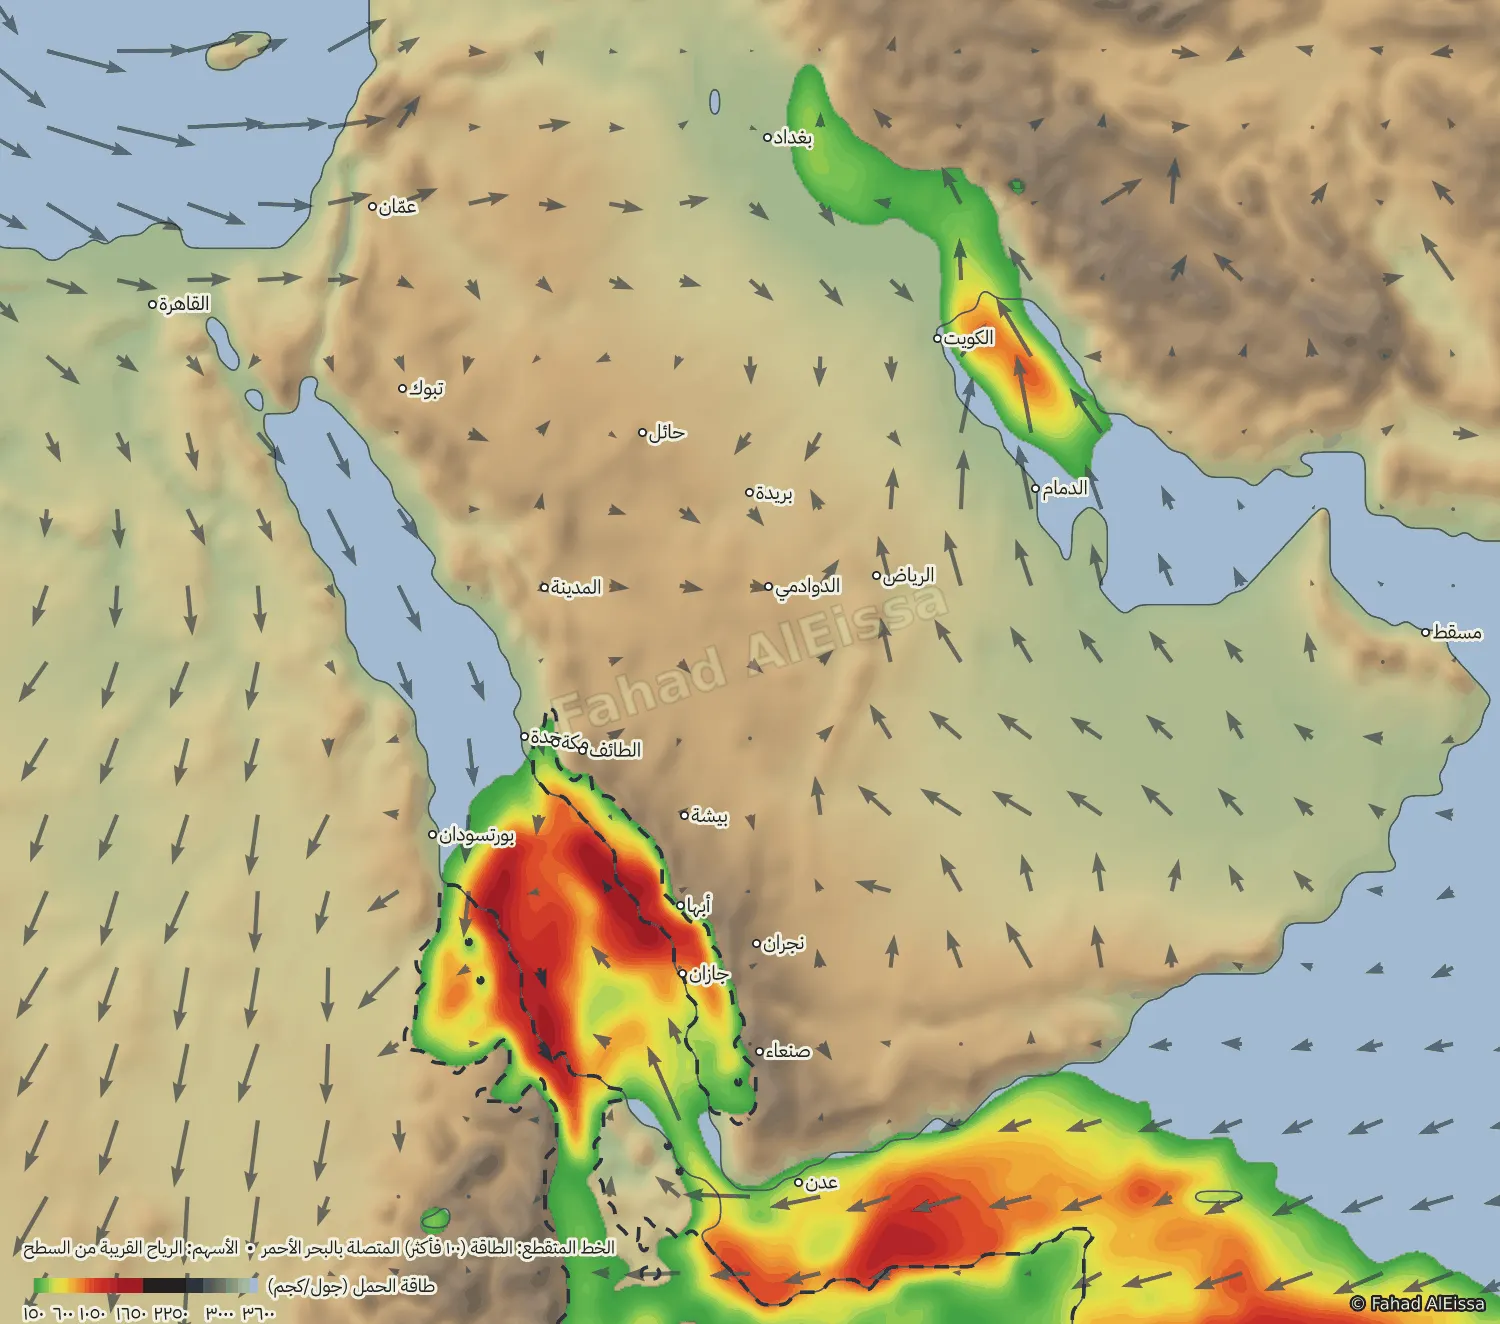 بغداد
عمّان
القاهرة
الكويت
تبوك
حائل
الدمام
بريدة
الرياض
الدوادمي
المدينة
مسقط
Fahad AlEissa
جدة
مكة
الطائف
بيشة
بورتسودان
أبها
نجران
جازان
صنعاء
عدن
الخط المتقطع: الطاقة (١٠٠ فأكثر) المتصلة بالبحر الأحمر • الأسهم: الرياح القريبة من السطح
طاقة الحمل (جول/كجم)
١٥٠ ٦٠٠ ١٠٥٠ ١٦٥٠ ٢٢٥٠ ٣٠٠٠ ٣٦٠٠
© Fahad AlEissa